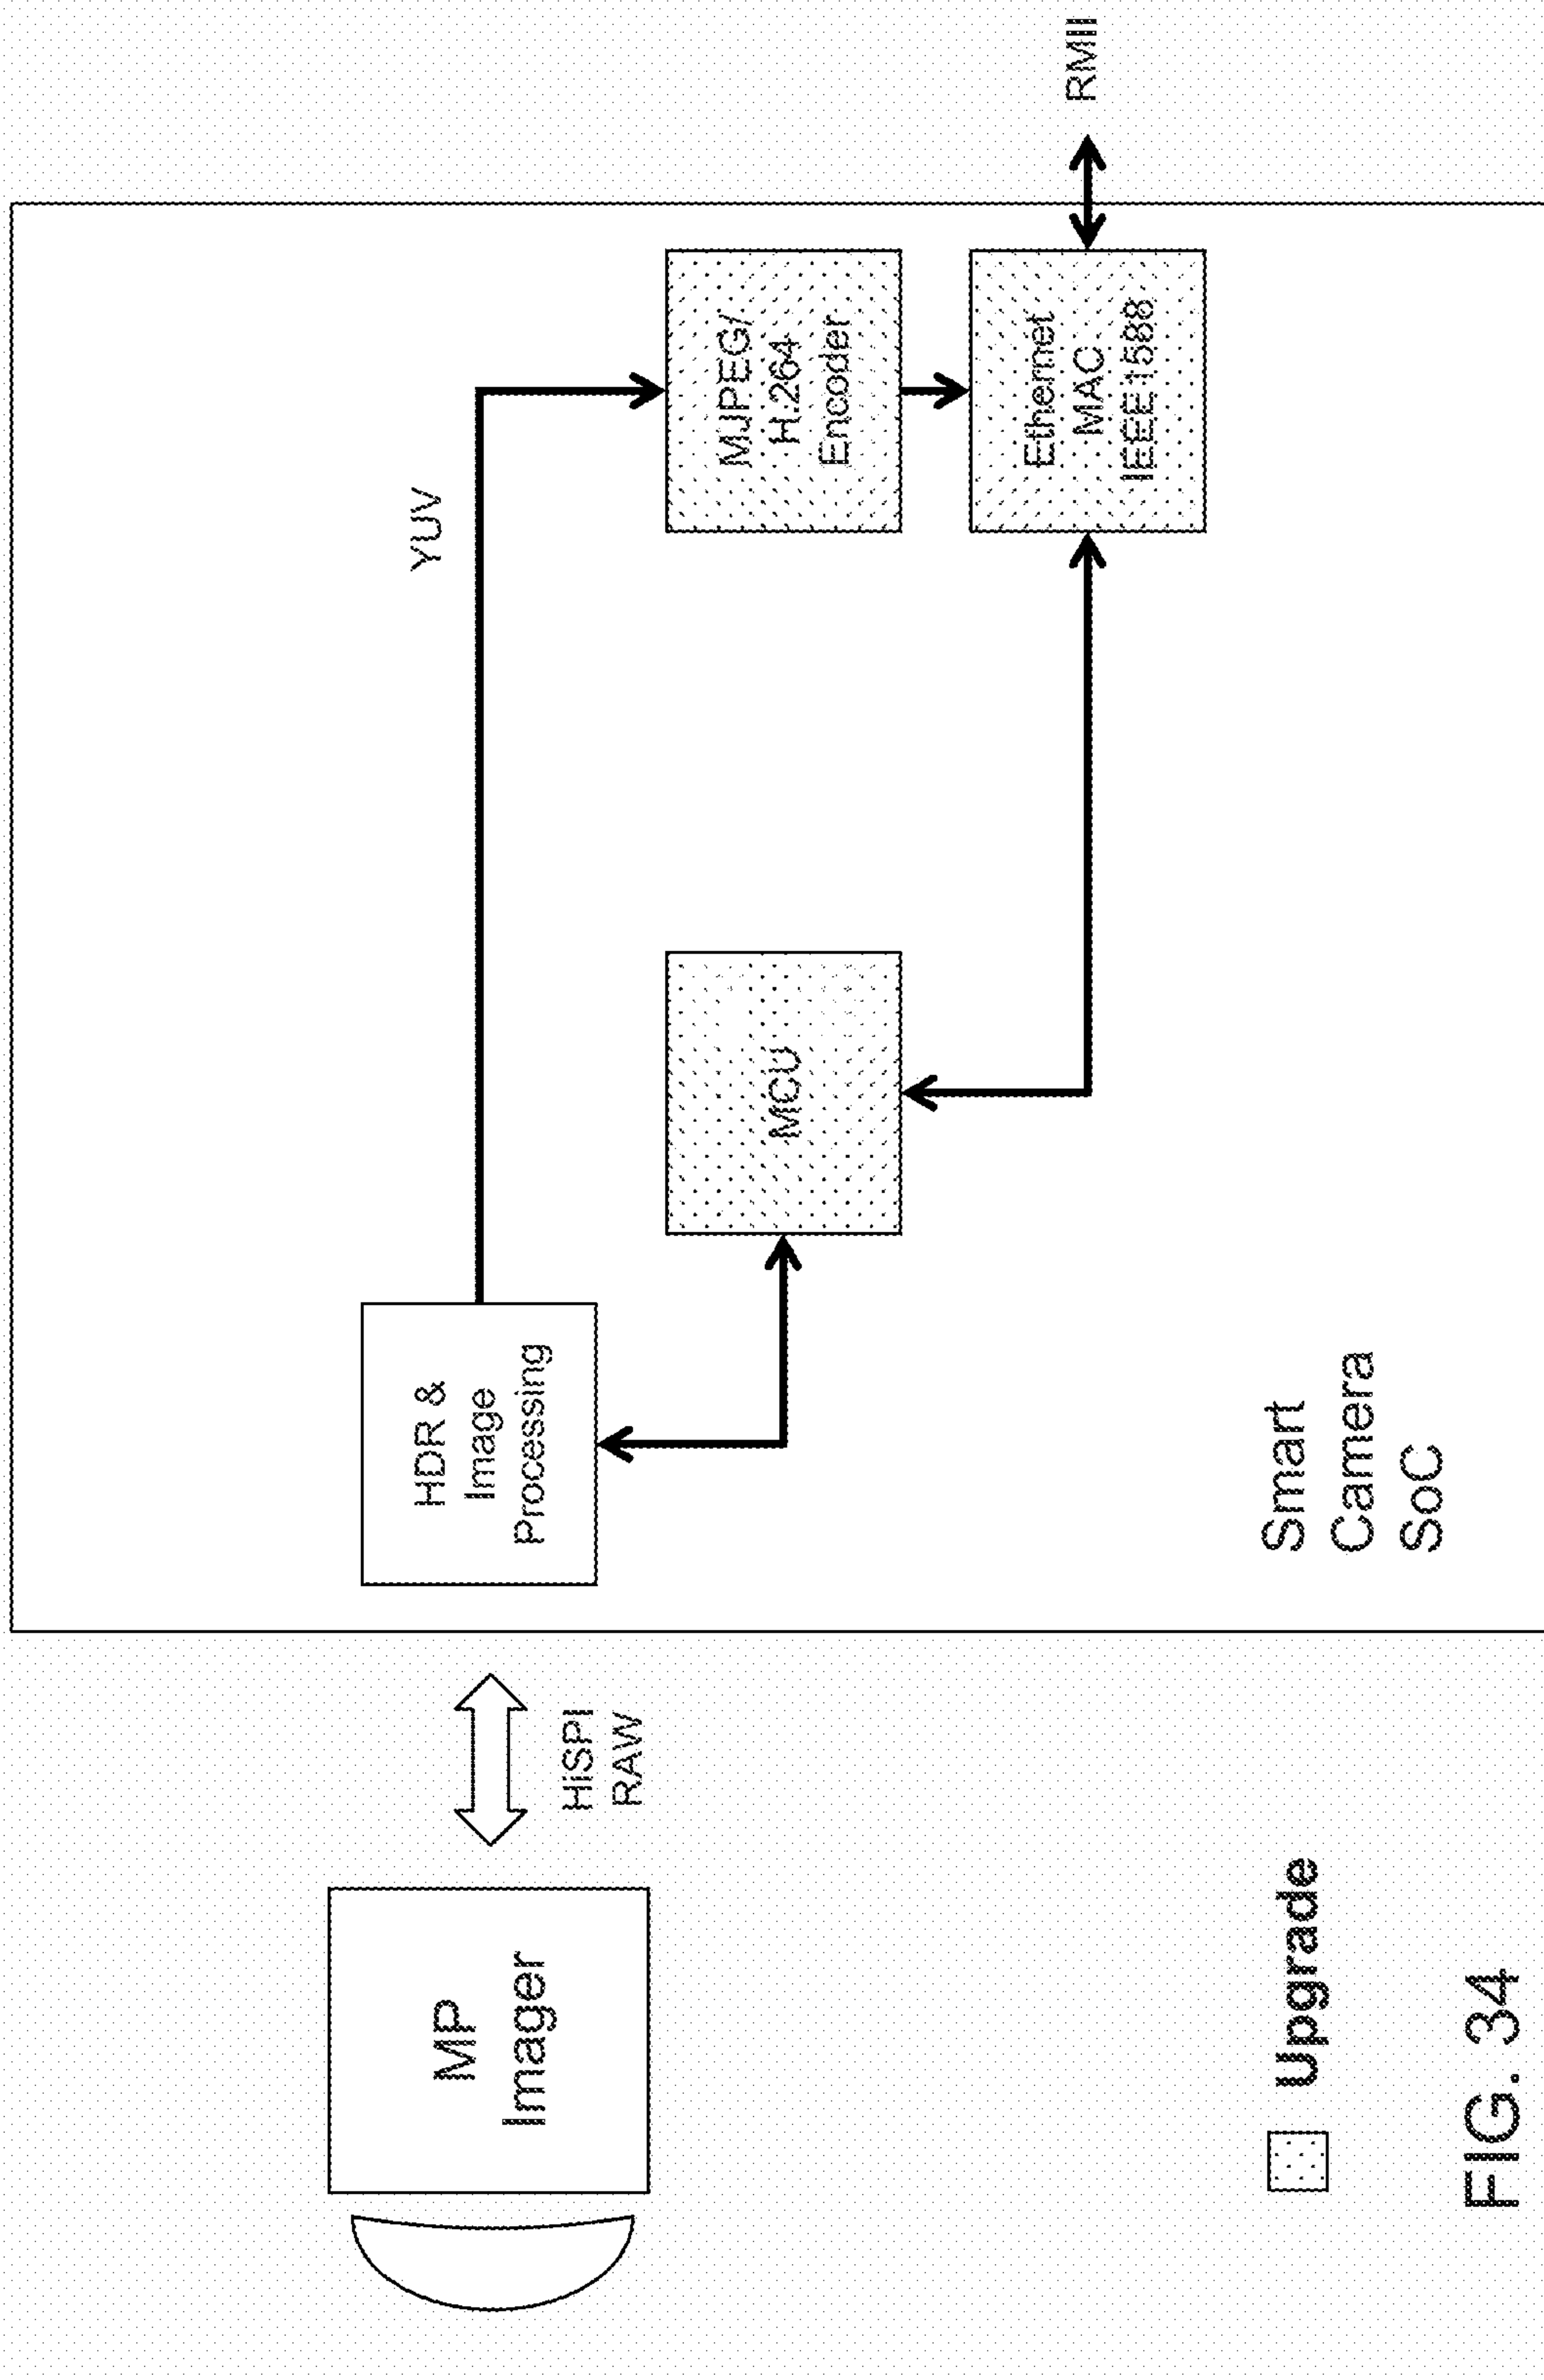 MP
Imager
HiSPI
RAW
HDR &
Image
Processing
YUV
MCU
MJPEG/
H.264
Encoder
Ethernet
MAC
IEEE1588
RMII
Smart
Camera
SoC
Upgrade
FIG. 34